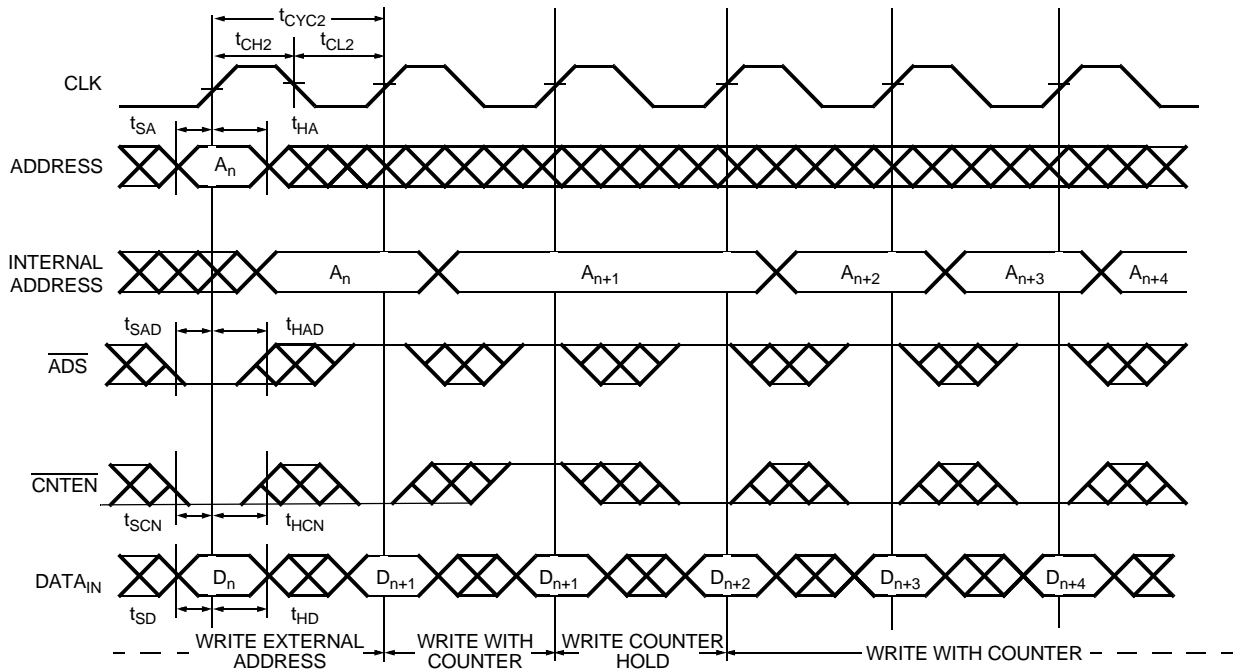 tCYC2
tCH2 tCL2
CLK
tSA tHA
ADDRESS An
INTERNAL
ADDRESS
An An+1 An+2 An+3 An+4
tSAD tHAD
ADS
CNTEN
tSCN tHCN
DATAIN Dn Dn+1 Dn+1 Dn+2 Dn+3 Dn+4
tSD tHD
WRITE EXTERNAL
ADDRESS
WRITE WITH
COUNTER
WRITE COUNTER
HOLD
WRITE WITH COUNTER